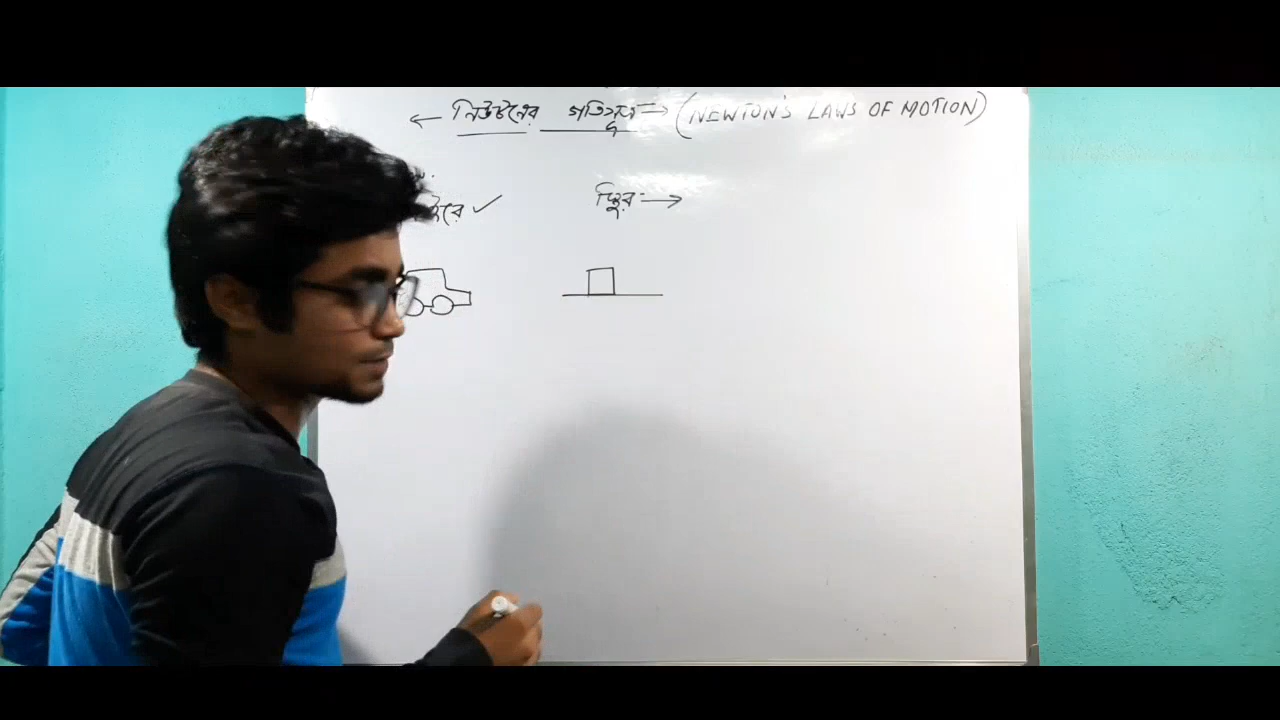 ← নিউটনের গতিসূত্র → (NEWTON'S LAWS OF MOTION)
স্থির →